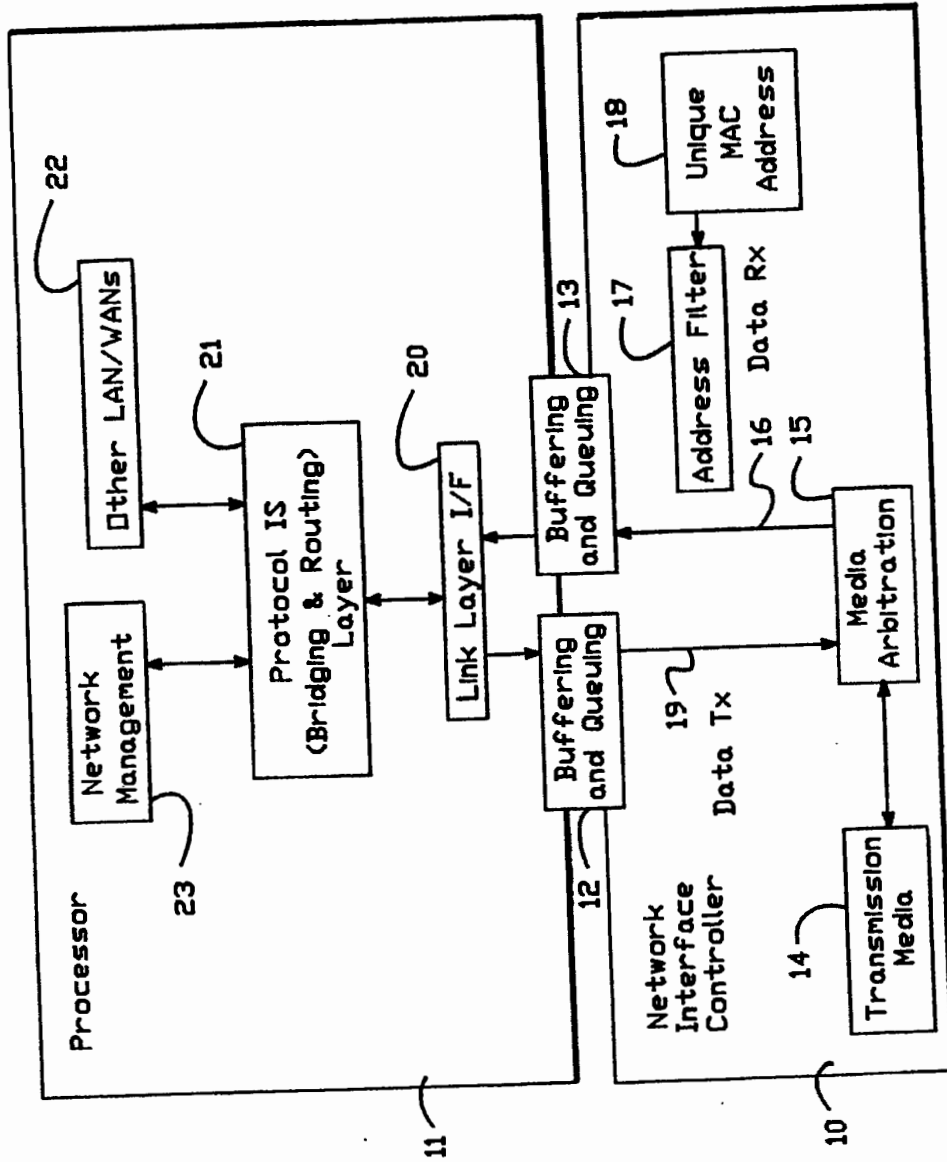 Processor
Network
Management
23
Other LAN/WANs
22
Protocol IS
(Bridging & Routing)
Layer
21
Link Layer I/F
20
11
Buffering
and Queuing
12
Buffering
and Queuing
13
Network
Interface
Controller
19
Data Tx
16
Data Rx
Address Filter
17
Unique
MAC
Address
18
Transmission
Media
14
Media
Arbitration
15
10